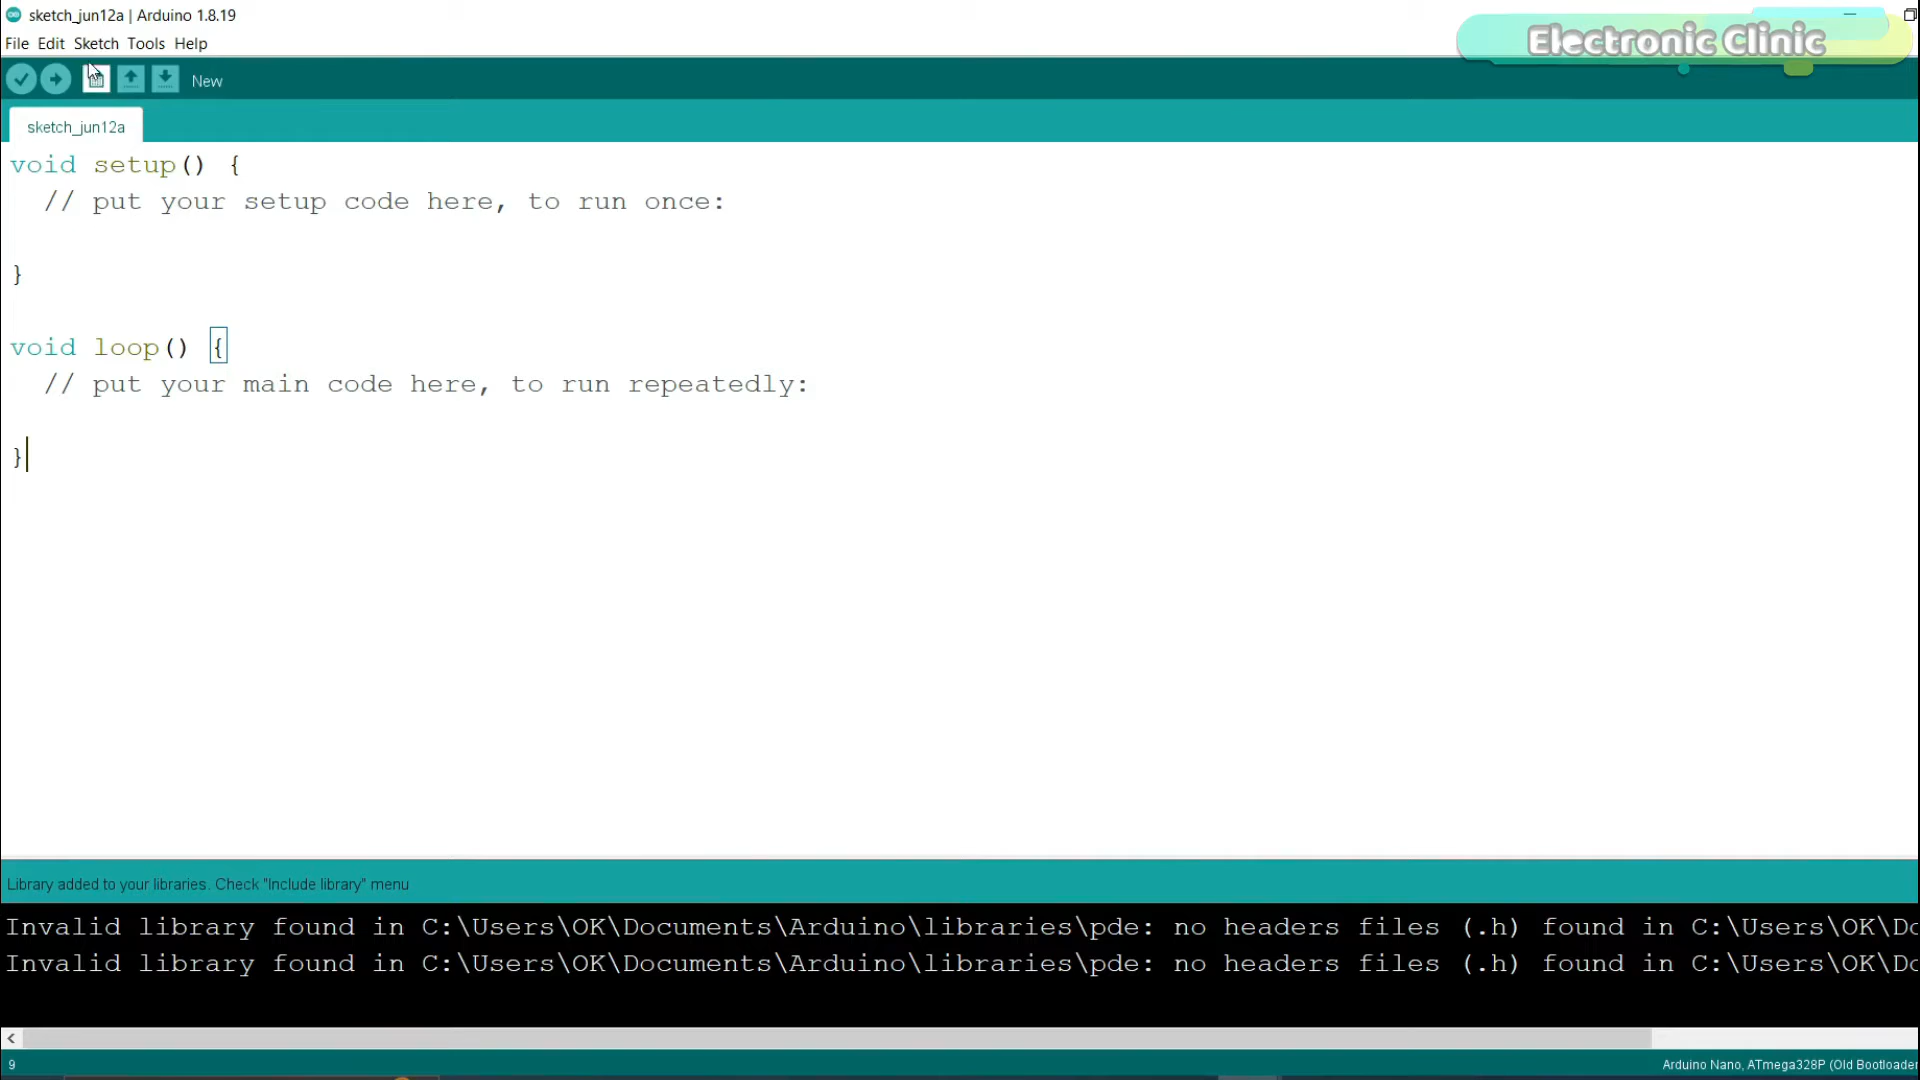 sketch_jun12a | Arduino 1.8.19
File Edit Sketch Tools Help
Electronic Clinic
New
sketch_jun12a
void setup() {
  // put your setup code here, to run once:
}
void loop() {
  // put your main code here, to run repeatedly:
}
Library added to your libraries. Check "Include library" menu
Invalid library found in C:\Users\OK\Documents\Arduino\libraries\pde: no headers files (.h) found in C:\Users\OK\Do
Invalid library found in C:\Users\OK\Documents\Arduino\libraries\pde: no headers files (.h) found in C:\Users\OK\Do
9
Arduino Nano, ATmega328P (Old Bootloader